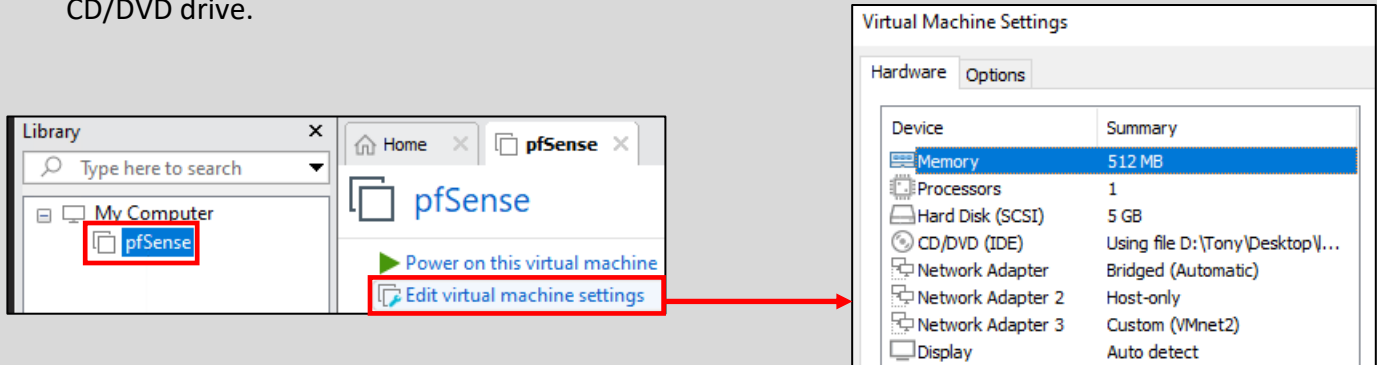 CD/DVD drive.
Library
Type here to search
My Computer
pfSense
Home
pfSense
pfSense
Power on this virtual machine
Edit virtual machine settings
Virtual Machine Settings
Hardware Options
Device Summary
Memory 512 MB
Processors 1
Hard Disk (SCSI) 5 GB
CD/DVD (IDE) Using file D:\Tony\Desktop\...
Network Adapter Bridged (Automatic)
Network Adapter 2 Host-only
Network Adapter 3 Custom (VMnet2)
Display Auto detect